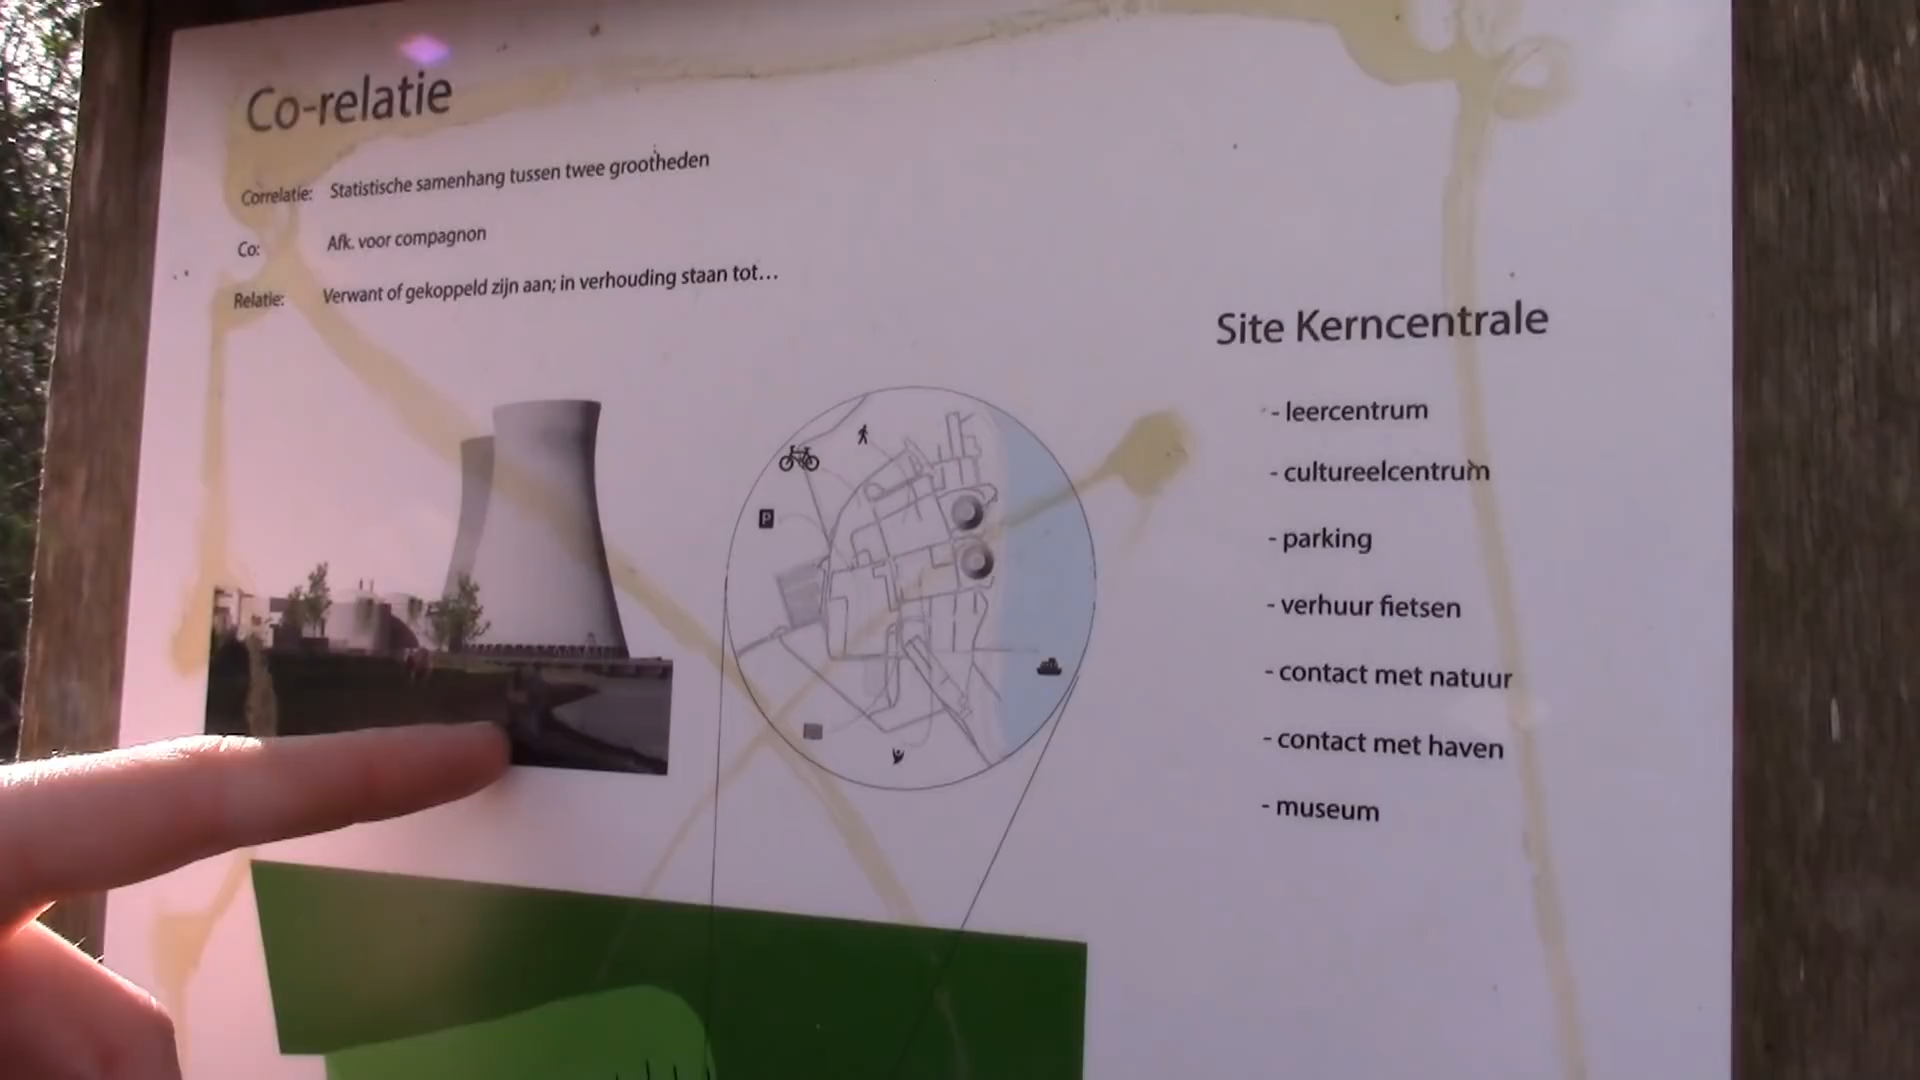 Co-relatie
Correlatie: Statistische samenhang tussen twee grootheden
Co: Afk. voor compagnon
Relatie: Verwant of gekoppeld zijn aan; in verhouding staan tot...
Site Kerncentrale
- leercentrum
- cultureelcentrum
- parking
- verhuur fietsen
- contact met natuur
- contact met haven
- museum
P